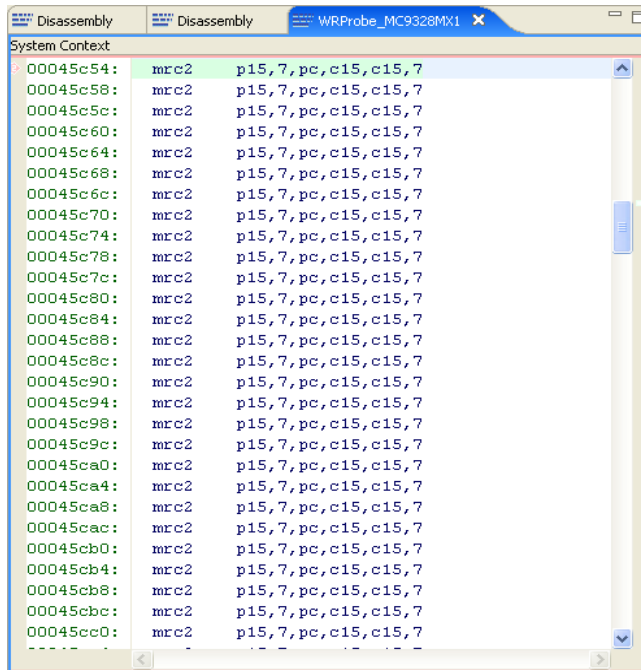 Disassembly Disassembly WRProbe_MC9328MX1
System Context
00045c54: mrc2 p15,7,pc,c15,c15,7
00045c58: mrc2 p15,7,pc,c15,c15,7
00045c5c: mrc2 p15,7,pc,c15,c15,7
00045c60: mrc2 p15,7,pc,c15,c15,7
00045c64: mrc2 p15,7,pc,c15,c15,7
00045c68: mrc2 p15,7,pc,c15,c15,7
00045c6c: mrc2 p15,7,pc,c15,c15,7
00045c70: mrc2 p15,7,pc,c15,c15,7
00045c74: mrc2 p15,7,pc,c15,c15,7
00045c78: mrc2 p15,7,pc,c15,c15,7
00045c7c: mrc2 p15,7,pc,c15,c15,7
00045c80: mrc2 p15,7,pc,c15,c15,7
00045c84: mrc2 p15,7,pc,c15,c15,7
00045c88: mrc2 p15,7,pc,c15,c15,7
00045c8c: mrc2 p15,7,pc,c15,c15,7
00045c90: mrc2 p15,7,pc,c15,c15,7
00045c94: mrc2 p15,7,pc,c15,c15,7
00045c98: mrc2 p15,7,pc,c15,c15,7
00045c9c: mrc2 p15,7,pc,c15,c15,7
00045ca0: mrc2 p15,7,pc,c15,c15,7
00045ca4: mrc2 p15,7,pc,c15,c15,7
00045ca8: mrc2 p15,7,pc,c15,c15,7
00045cac: mrc2 p15,7,pc,c15,c15,7
00045cb0: mrc2 p15,7,pc,c15,c15,7
00045cb4: mrc2 p15,7,pc,c15,c15,7
00045cb8: mrc2 p15,7,pc,c15,c15,7
00045cbc: mrc2 p15,7,pc,c15,c15,7
00045cc0: mrc2 p15,7,pc,c15,c15,7